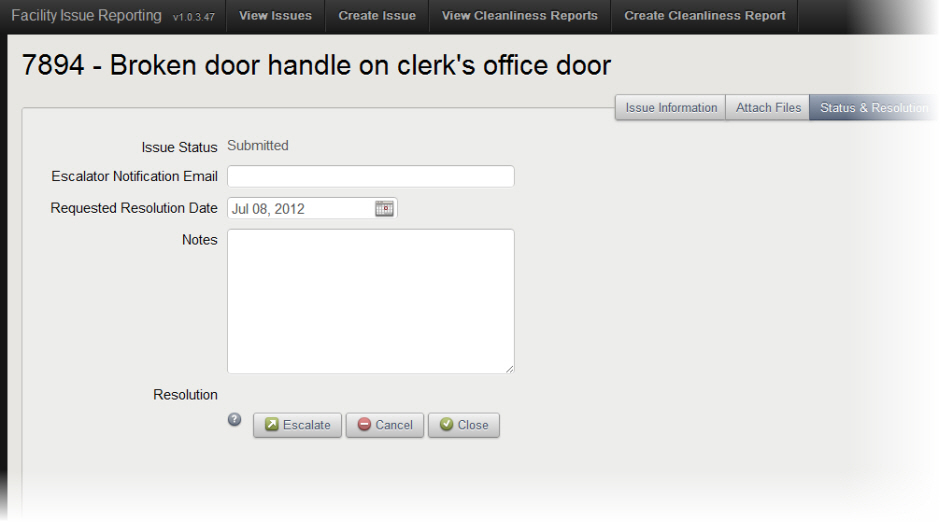 Facility Issue Reporting v1.0.3.47 View Issues Create Issue View Cleanliness Reports Create Cleanliness Report
7894 - Broken door handle on clerk's office door
Issue Information Attach Files Status & Resolution
Issue Status Submitted
Escalator Notification Email
Requested Resolution Date Jul 08, 2012
Notes
Resolution
? Escalate Cancel Close